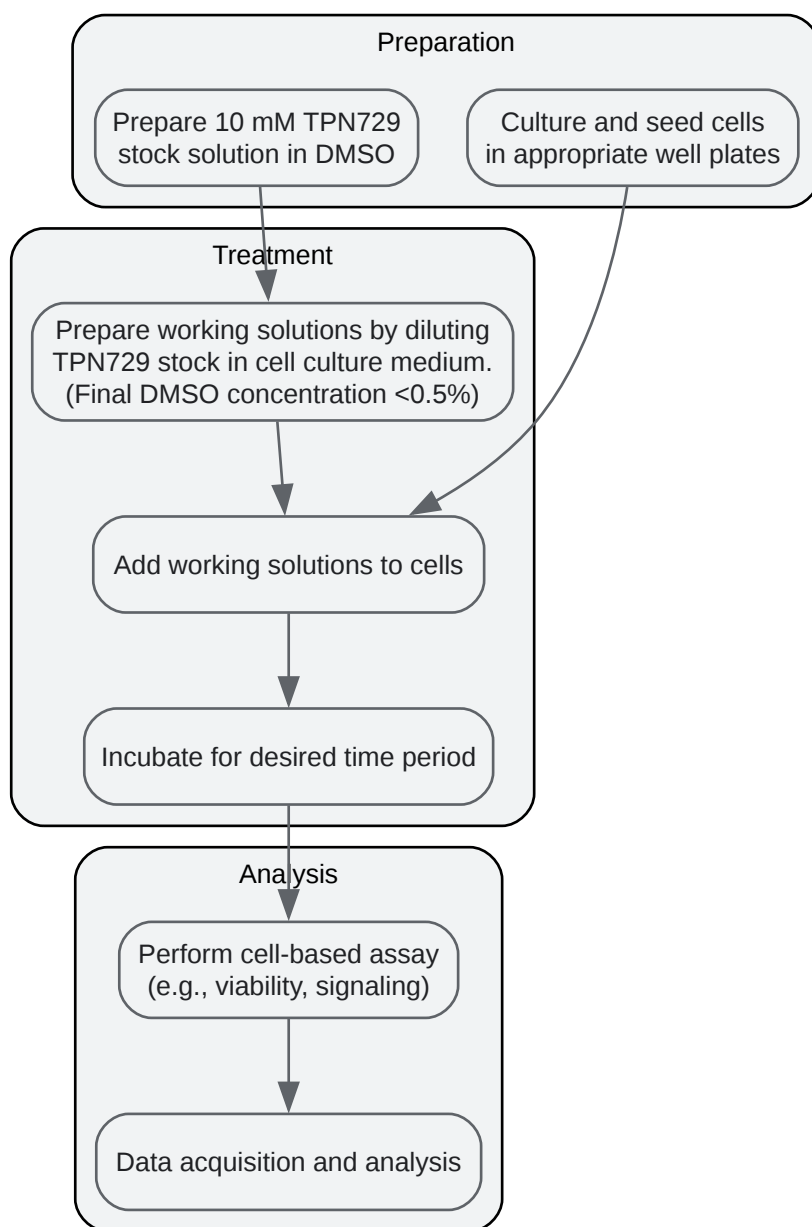 Preparation
Prepare 10 mM TPN729
stock solution in DMSO
Culture and seed cells
in appropriate well plates
Treatment
Prepare working solutions by diluting
TPN729 stock in cell culture medium.
(Final DMSO concentration <0.5%)
Add working solutions to cells
Incubate for desired time period
Analysis
Perform cell-based assay
(e.g., viability, signaling)
Data acquisition and analysis